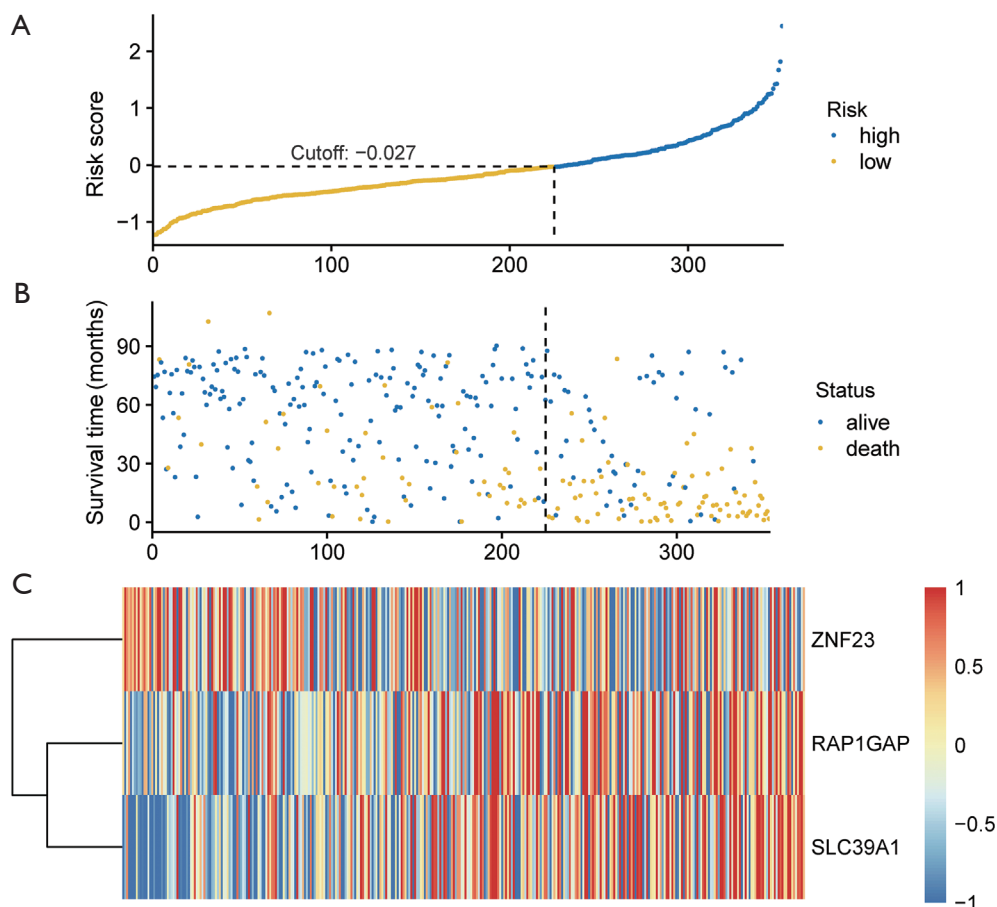 A
Risk score
2
1
0
−1
Cutoff: −0.027
0
100
200
300
Risk
high
low
B
Survival time (months)
90
60
30
0
0
100
200
300
Status
alive
death
C
ZNF23
RAP1GAP
SLC39A1
1
0.5
0
−0.5
−1